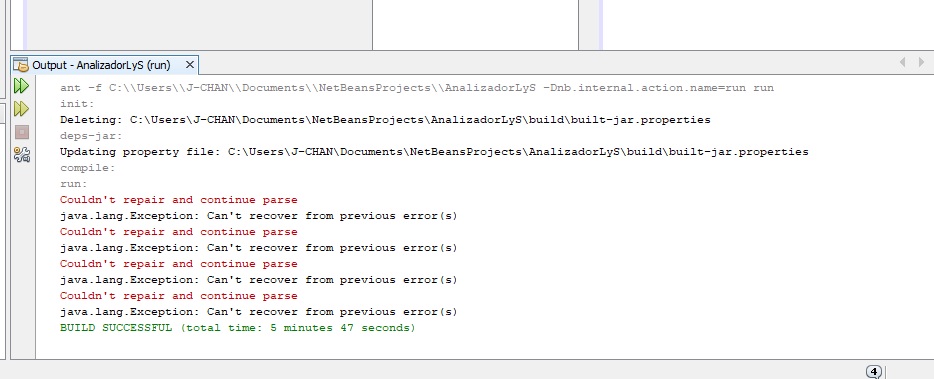 Output - AnalizadorLyS (run)
ant -f C:\\Users\\J-CHAN\\Documents\\NetBeansProjects\\AnalizadorLyS -Dnb.internal.action.name=run run
init:
Deleting: C:\Users\J-CHAN\Documents\NetBeansProjects\AnalizadorLyS\build\built-jar.properties
deps-jar:
Updating property file: C:\Users\J-CHAN\Documents\NetBeansProjects\AnalizadorLyS\build\built-jar.properties
compile:
run:
Couldn't repair and continue parse
java.lang.Exception: Can't recover from previous error(s)
Couldn't repair and continue parse
java.lang.Exception: Can't recover from previous error(s)
Couldn't repair and continue parse
java.lang.Exception: Can't recover from previous error(s)
Couldn't repair and continue parse
java.lang.Exception: Can't recover from previous error(s)
BUILD SUCCESSFUL (total time: 5 minutes 47 seconds)
4